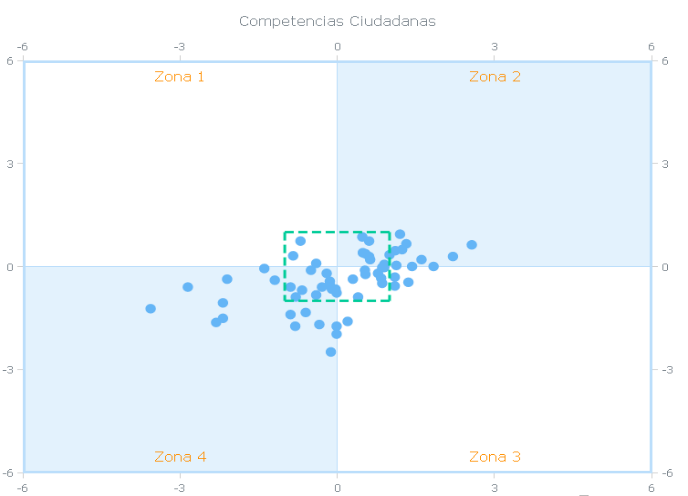 Competencias Ciudadanas
-6 -3 0 3 6
6 6
Zona 1 Zona 2
3 3
0 0
-3 -3
Zona 4 Zona 3
-6 -6
-6 -3 0 3 6